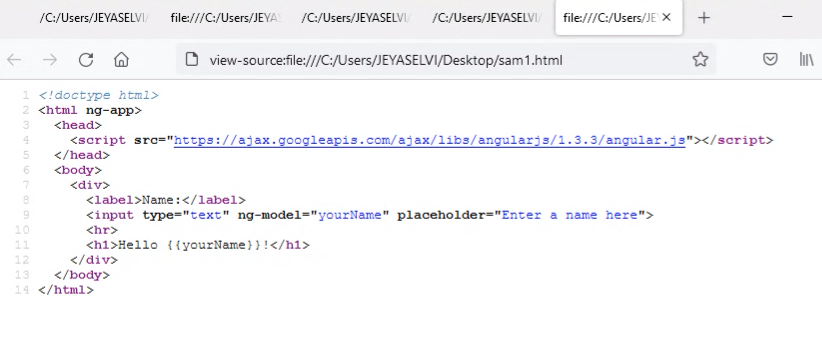 /C:/Users/JEYASELVI/ file:///C:/Users/JEYAS /C:/Users/JEYASELVI/ /C:/Users/JEYASELVI/ file:///C:/Users/JE
view-source:file:///C:/Users/JEYASELVI/Desktop/sam1.html
1 <!doctype html>
2 <html ng-app>
3 <head>
4 <script src="https://ajax.googleapis.com/ajax/libs/angularjs/1.3.3/angular.js"></script>
5 </head>
6 <body>
7 <div>
8 <label>Name:</label>
9 <input type="text" ng-model="yourName" placeholder="Enter a name here">
10 <hr>
11 <h1>Hello {{yourName}}!</h1>
12 </div>
13 </body>
14 </html>